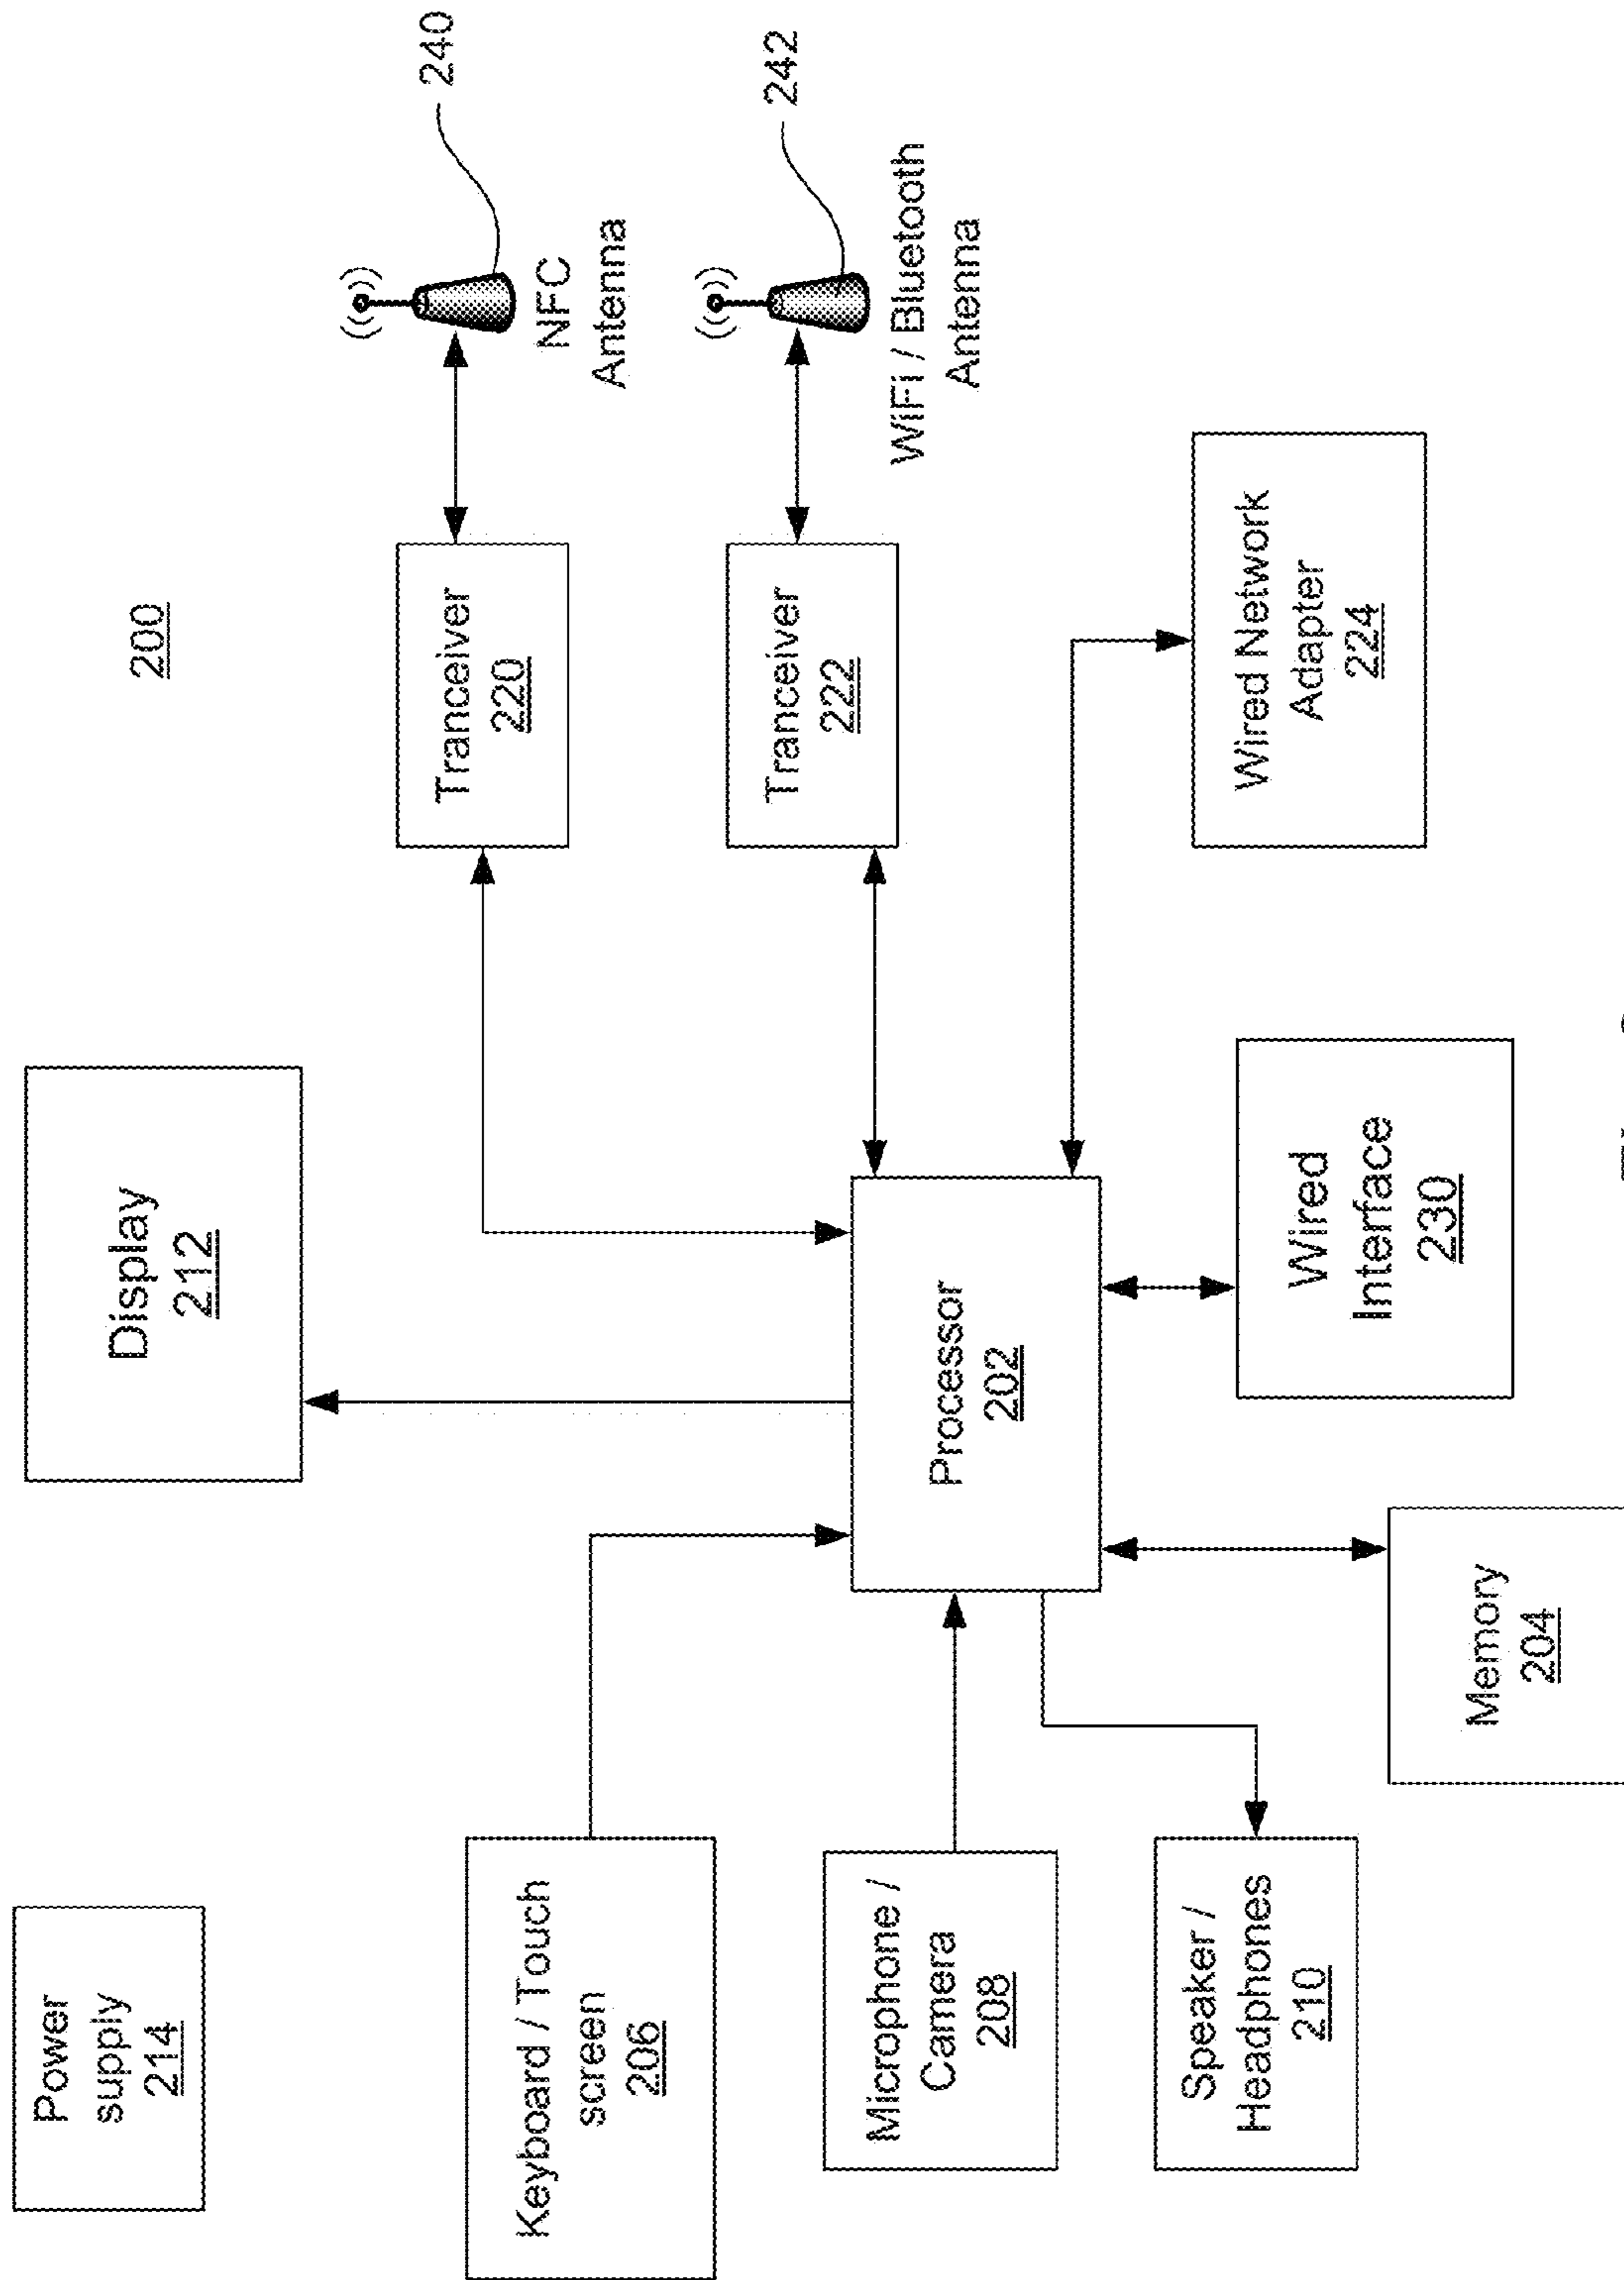 200
Power
supply
214
Display
212
240
NFC
Antenna
Tranceiver
220
Keyboard / Touch
screen
206
242
WiFi / Bluetooth
Antenna
Tranceiver
222
Processor
202
Microphone /
Camera
208
Speaker /
Headphones
210
Wired Network
Adapter
224
Wired
Interface
230
Memory
204